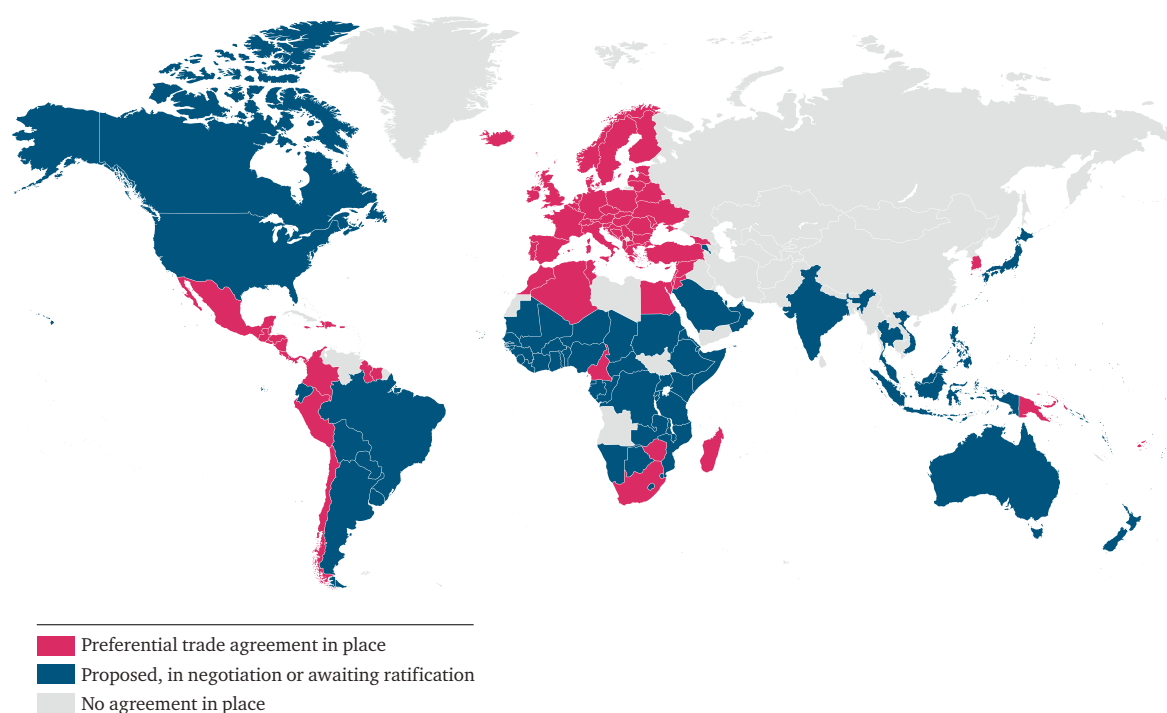 Preferential trade agreement in place
Proposed, in negotiation or awaiting ratification
No agreement in place